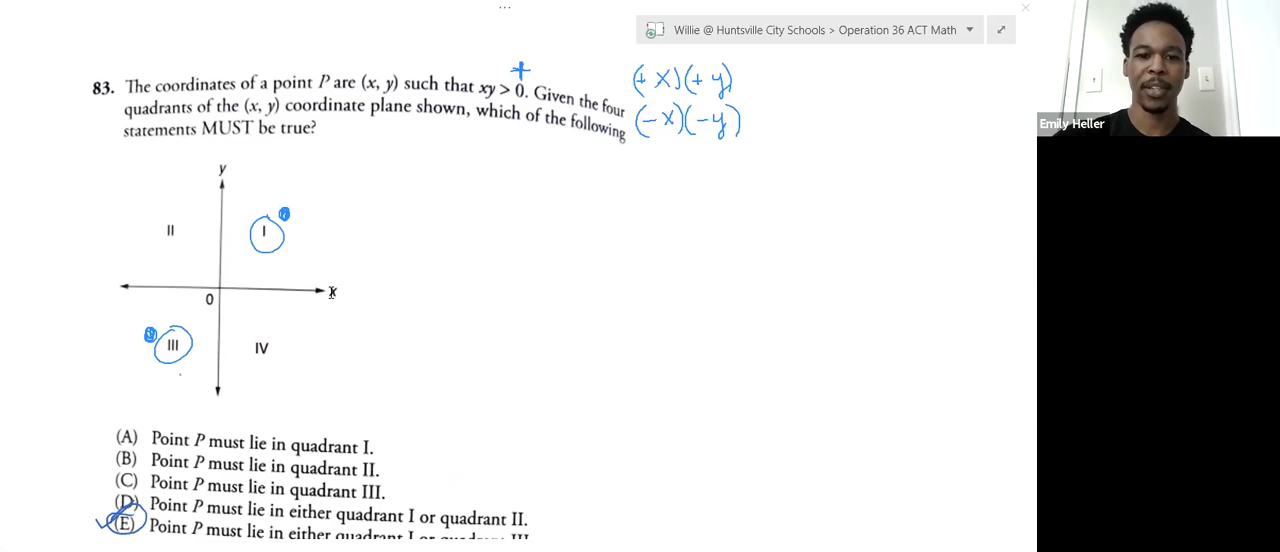 ...
Willie @ Huntsville City Schools > Operation 36 ACT Math
Emily Heller
+
83. The coordinates of a point P are (x, y) such that xy > 0. Given the four
quadrants of the (x, y) coordinate plane shown, which of the following
statements MUST be true?
(+ x)(+ y)
(- x)(- y)
y
II
I
x
0
III
IV
(A) Point P must lie in quadrant I.
(B) Point P must lie in quadrant II.
(C) Point P must lie in quadrant III.
(D) Point P must lie in either quadrant I or quadrant II.
(E) Point P must lie in either quadrant I or quadrant III